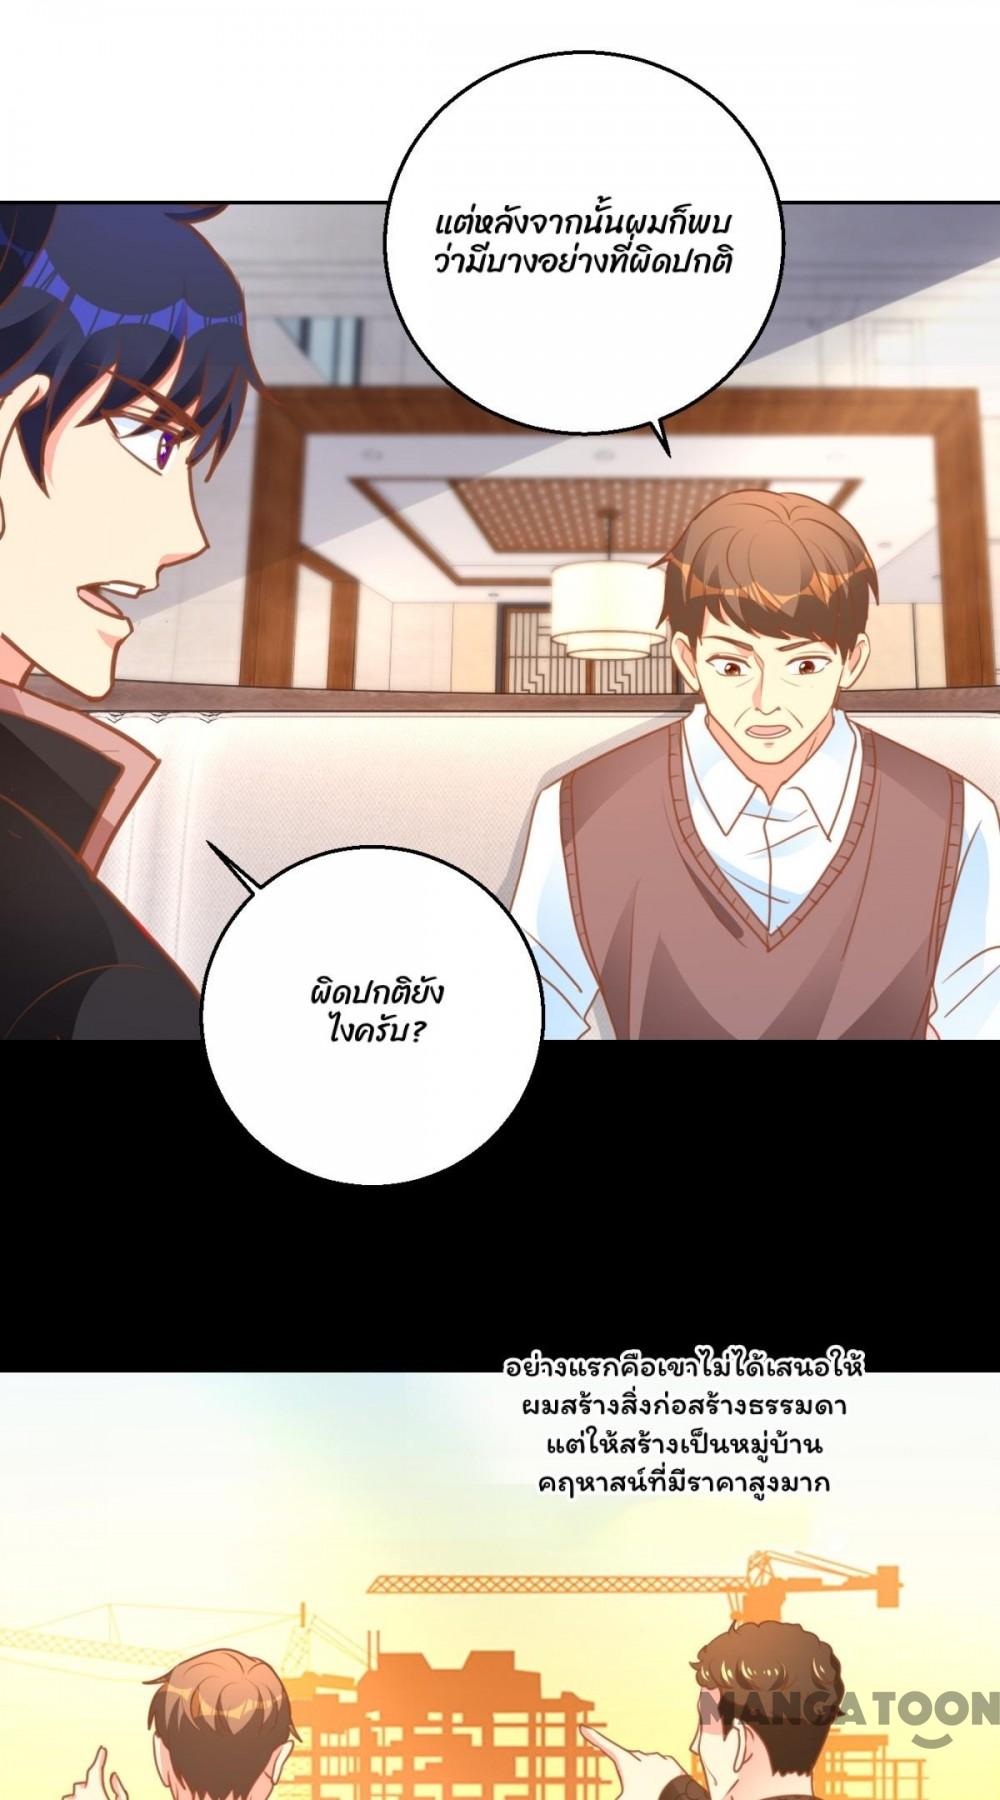 แต่หลังจากนั้นผมก็พบ
ว่ามีบางอย่างที่ผิดปกติ
ผิดปกติยัง
ไงครับ?
อย่างแรกคือเขาไม่ได้เสนอให้
ผมสร้างสิ่งก่อสร้างธรรมดา
แต่ให้สร้างเป็นหมู่บ้าน
คฤหาสน์ที่มีราคาสูงมาก
MANGATOON